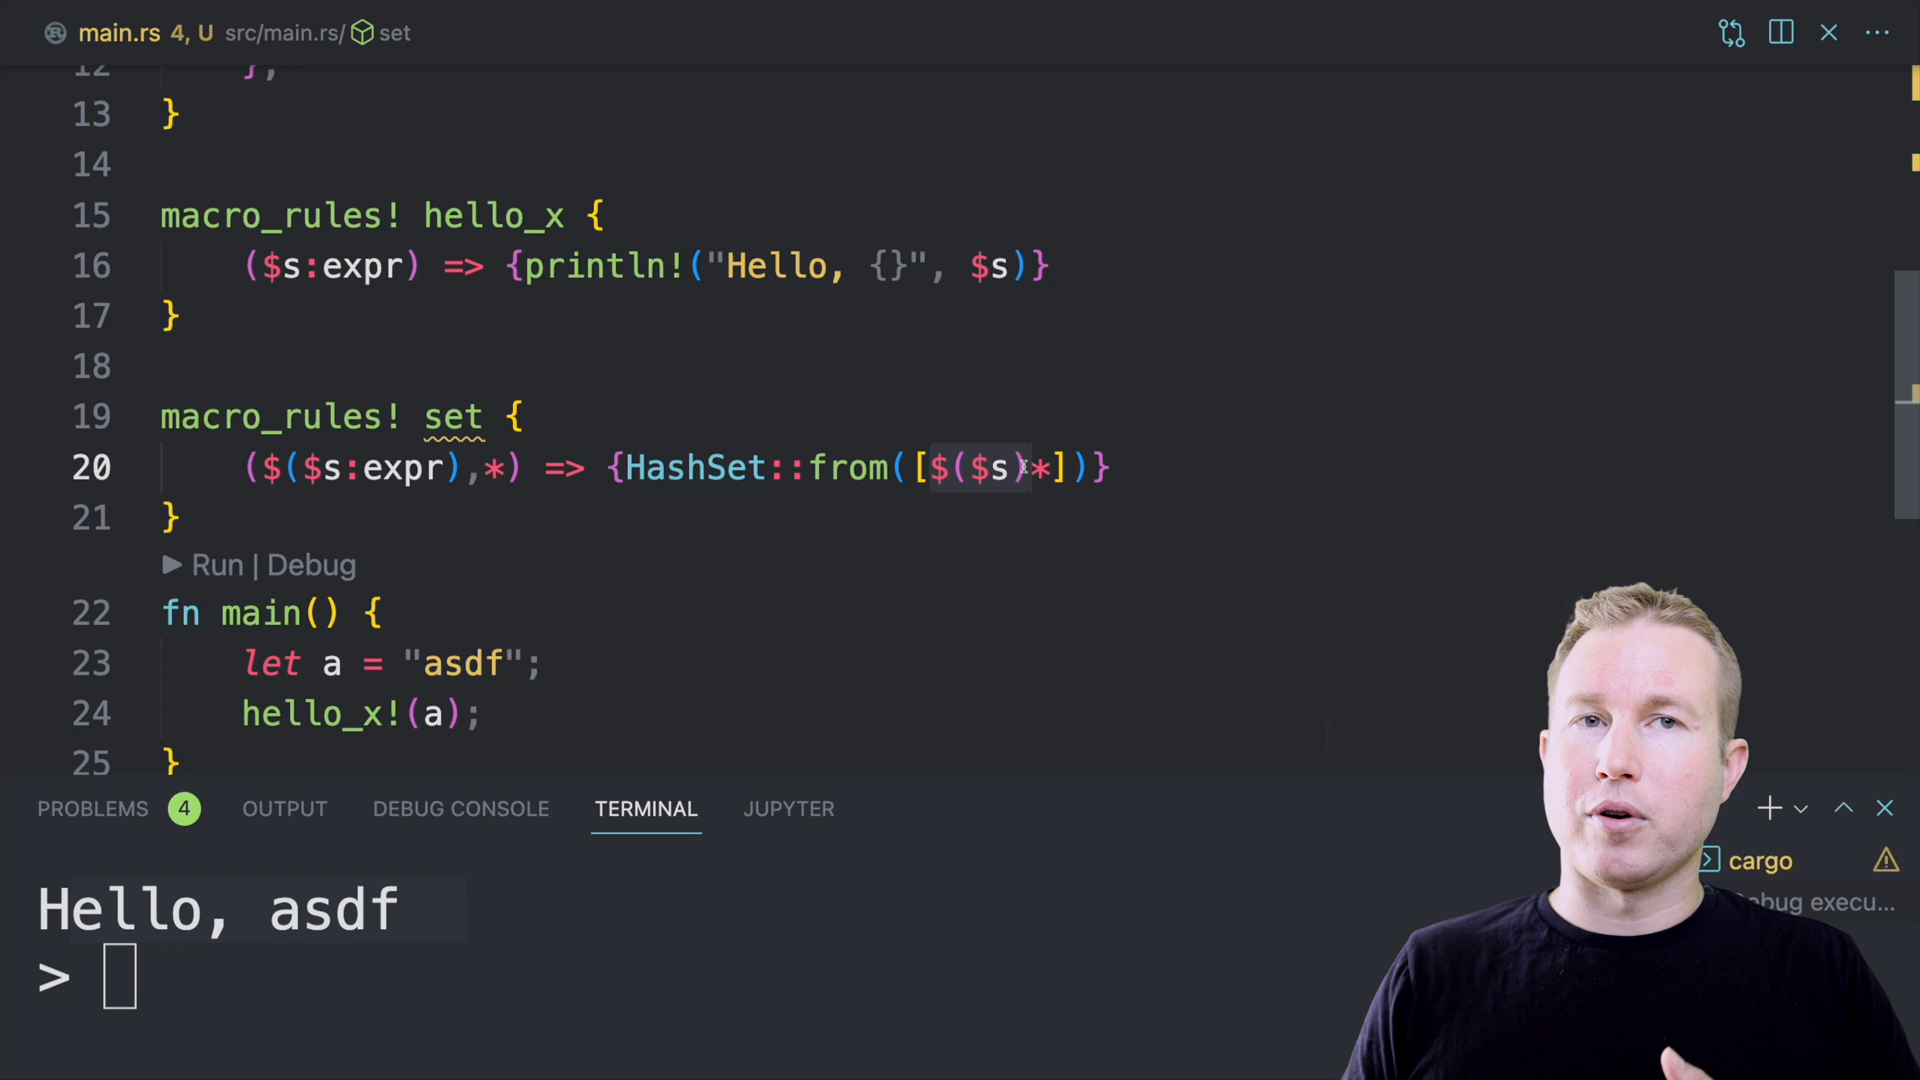 main.rs 4, U src/main.rs/ set
12 };
13 }
14
15 macro_rules! hello_x {
16 ($s:expr) => {println!("Hello, {}", $s)}
17 }
18
19 macro_rules! set {
20 ($($s:expr),*) => {HashSet::from([$($s)*])}
21 }
Run | Debug
22 fn main() {
23 let a = "asdf";
24 hello_x!(a);
25 }
PROBLEMS 4 OUTPUT DEBUG CONSOLE TERMINAL JUPYTER
cargo
Hello, asdf
execu...
>